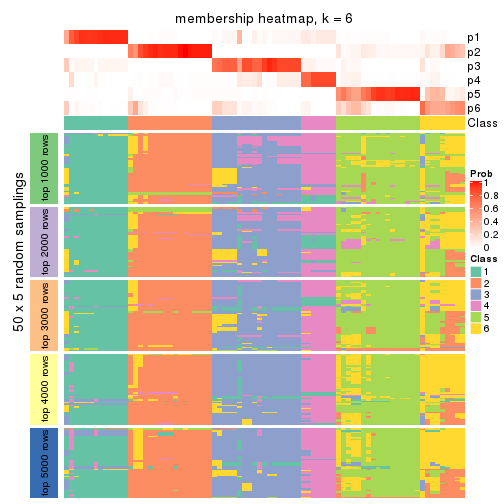 membership heatmap, k = 6
p1
p2
p3
p4
p5
p6
Class
50 x 5 random samplings
top 1000 rows
top 2000 rows
top 3000 rows
top 4000 rows
top 5000 rows
Prob
1
0.8
0.6
0.4
0.2
0
Class
1
2
3
4
5
6